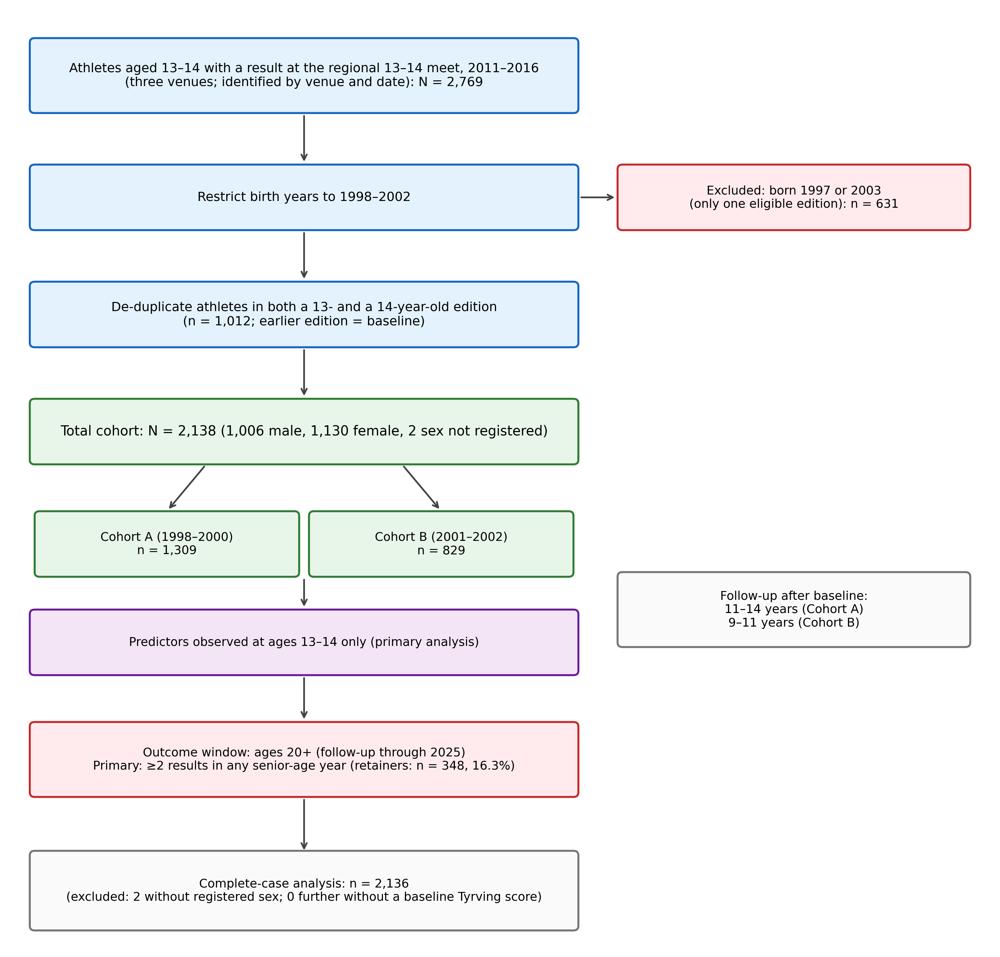 Athletes aged 13–14 with a result at the regional 13–14 meet, 2011–2016
(three venues; identified by venue and date): N = 2,769
Restrict birth years to 1998–2002
Excluded: born 1997 or 2003
(only one eligible edition): n = 631
De-duplicate athletes in both a 13- and a 14-year-old edition
(n = 1,012; earlier edition = baseline)
Total cohort: N = 2,138 (1,006 male, 1,130 female, 2 sex not registered)
Cohort A (1998–2000)
n = 1,309
Cohort B (2001–2002)
n = 829
Follow-up after baseline:
11–14 years (Cohort A)
9–11 years (Cohort B)
Predictors observed at ages 13–14 only (primary analysis)
Outcome window: ages 20+ (follow-up through 2025)
Primary: ≥2 results in any senior-age year (retainers: n = 348, 16.3%)
Complete-case analysis: n = 2,136
(excluded: 2 without registered sex; 0 further without a baseline Tyrving score)